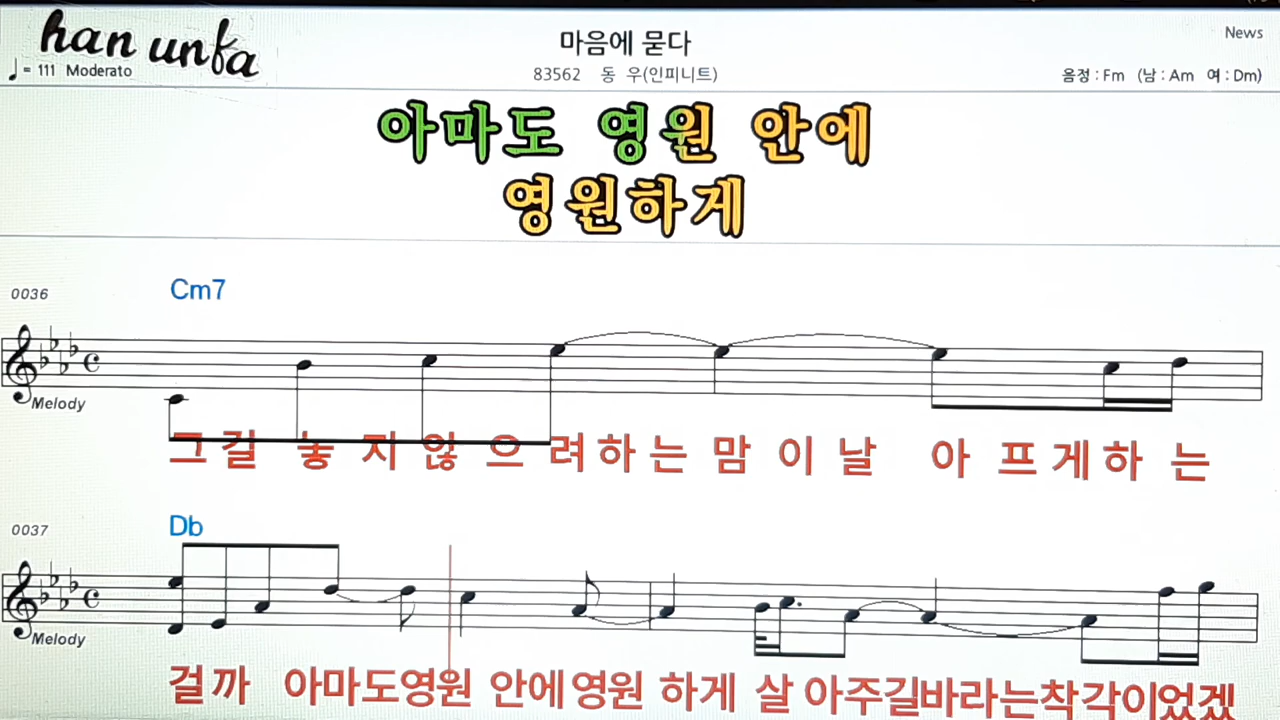 han unfa
♩= 111 Moderato
마음에 묻다
83562 동 우(인피니트)
News
음정 : Fm (남 : Am 여 : Dm)
아마도 영원 안에
영원하게
Cm7
0036
Melody
그걸 놓지않으려하는 맘이날 아프게하는
Db
0037
Melody
걸까 아마도영원 안에영원 하게 살아주길바라는착각이었겠